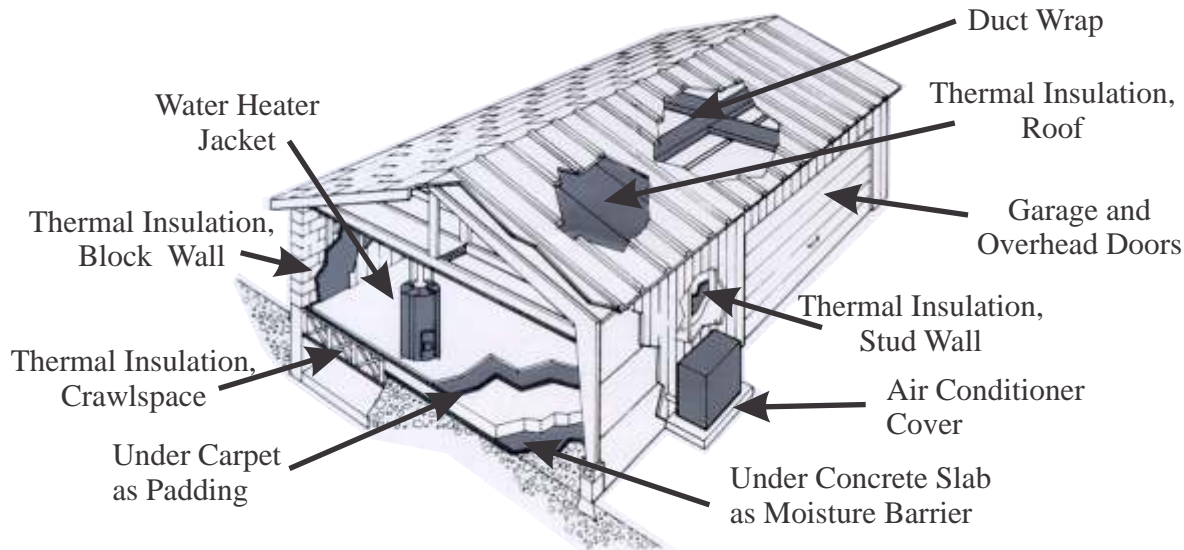 Duct Wrap
Thermal Insulation,
Roof
Water Heater
Jacket
Thermal Insulation,
Block Wall
Garage and
Overhead Doors
Thermal Insulation,
Stud Wall
Thermal Insulation,
Crawlspace
Air Conditioner
Cover
Under Carpet
as Padding
Under Concrete Slab
as Moisture Barrier